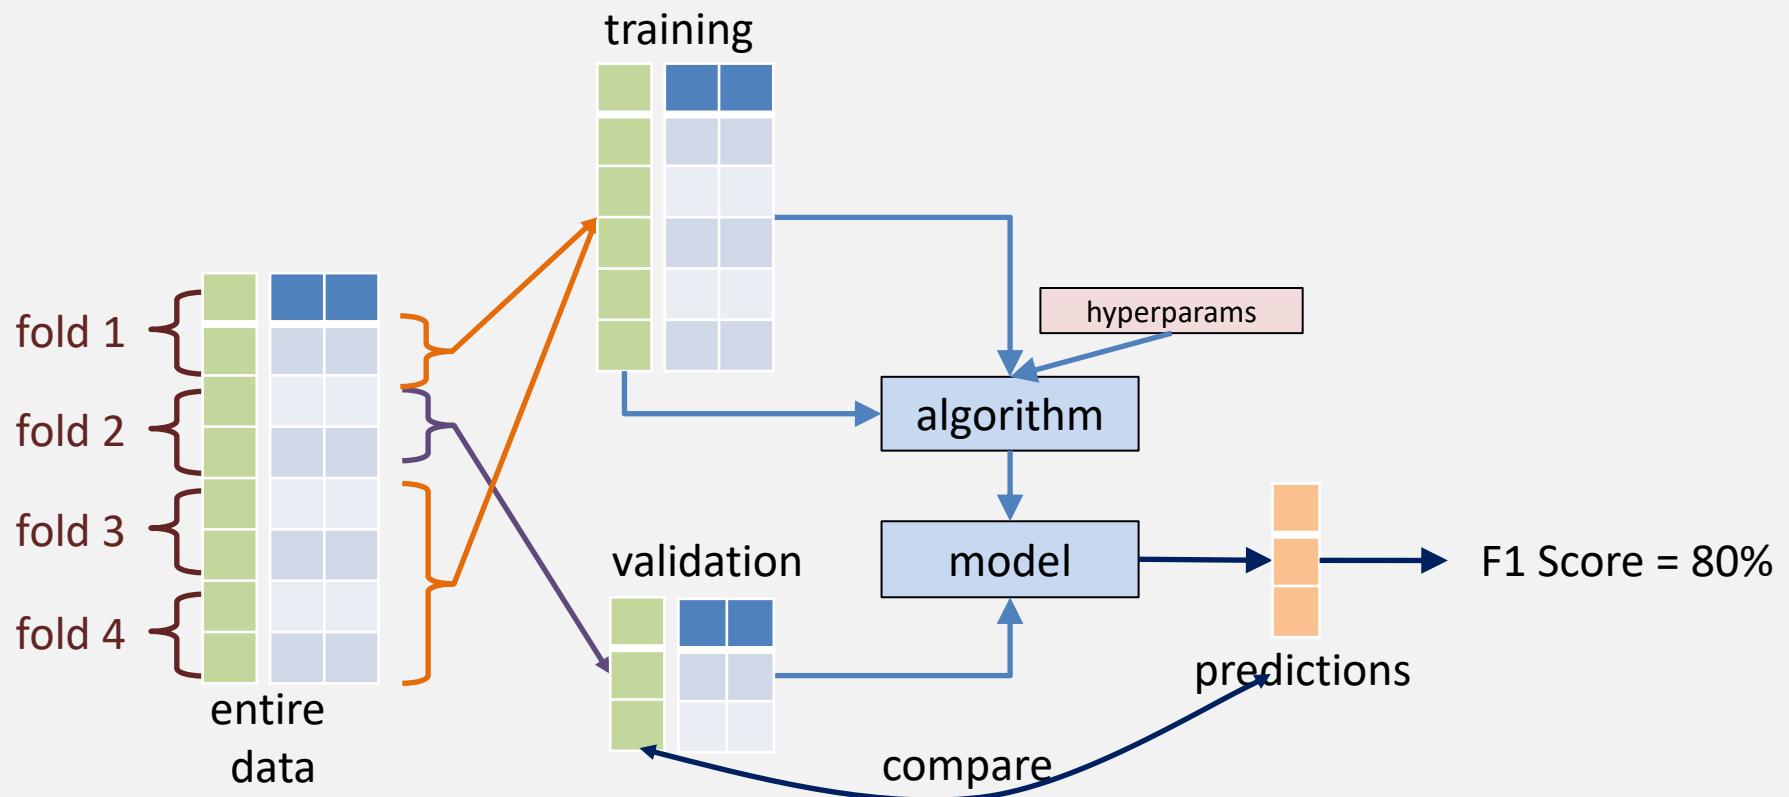 training
fold 1
fold 2
fold 3
fold 4
entire
data
hyperparams
algorithm
validation
model
F1 Score = 80%
predictions
compare